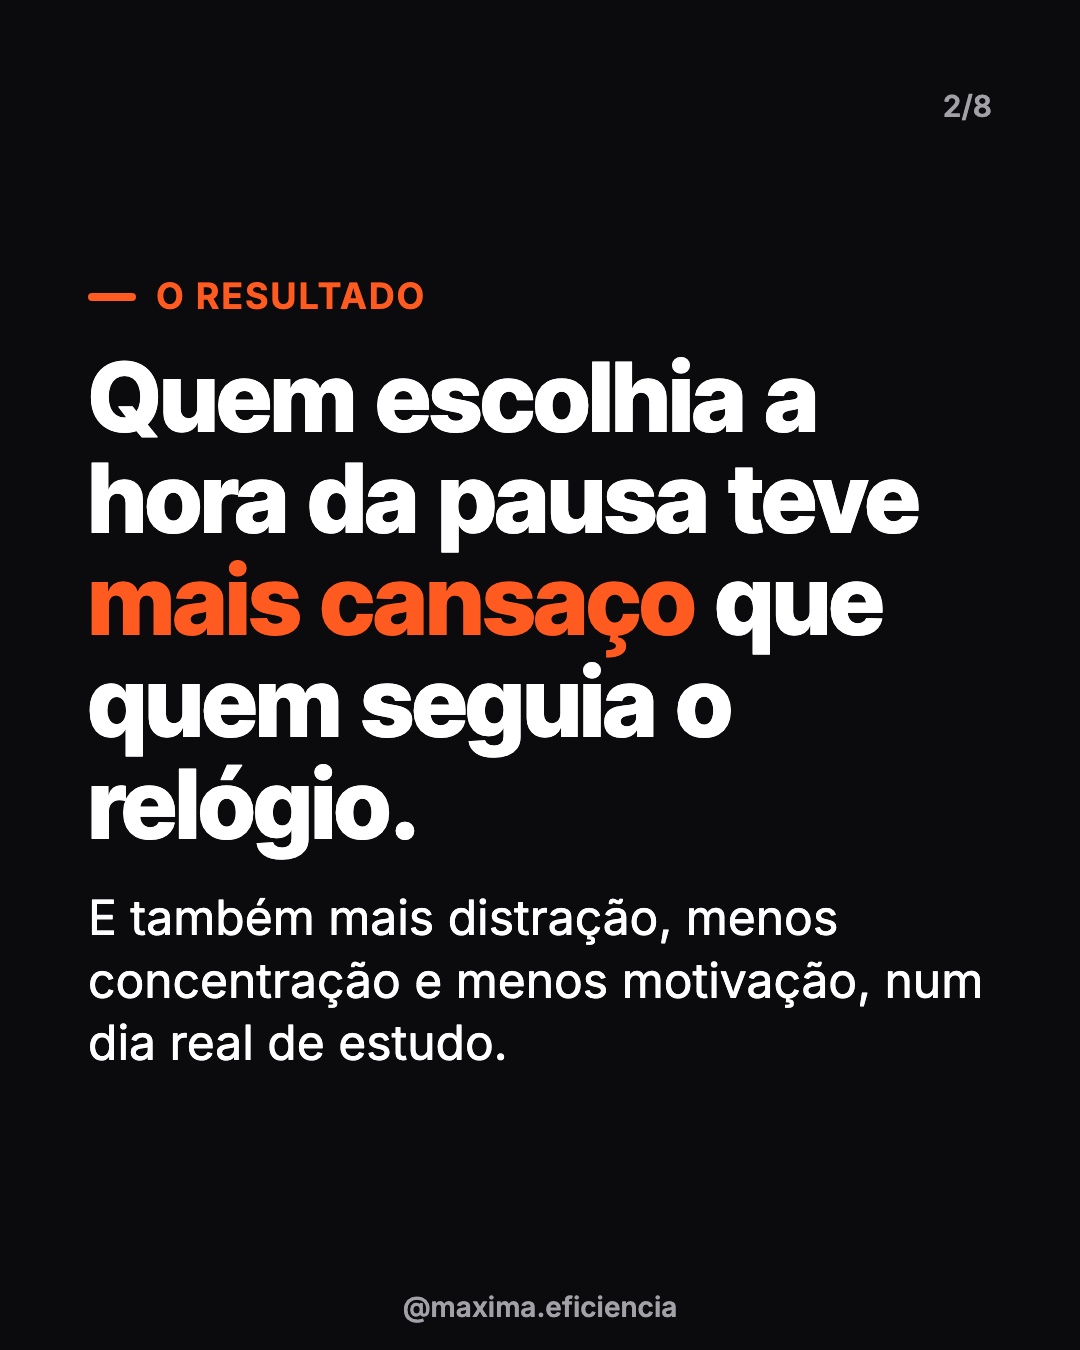 2/8
O RESULTADO
Quem escolhia a
hora da pausa teve
mais cansaço que
quem seguia o
relógio.
E também mais distração, menos
concentração e menos motivação, num
dia real de estudo.
@maxima.eficiencia